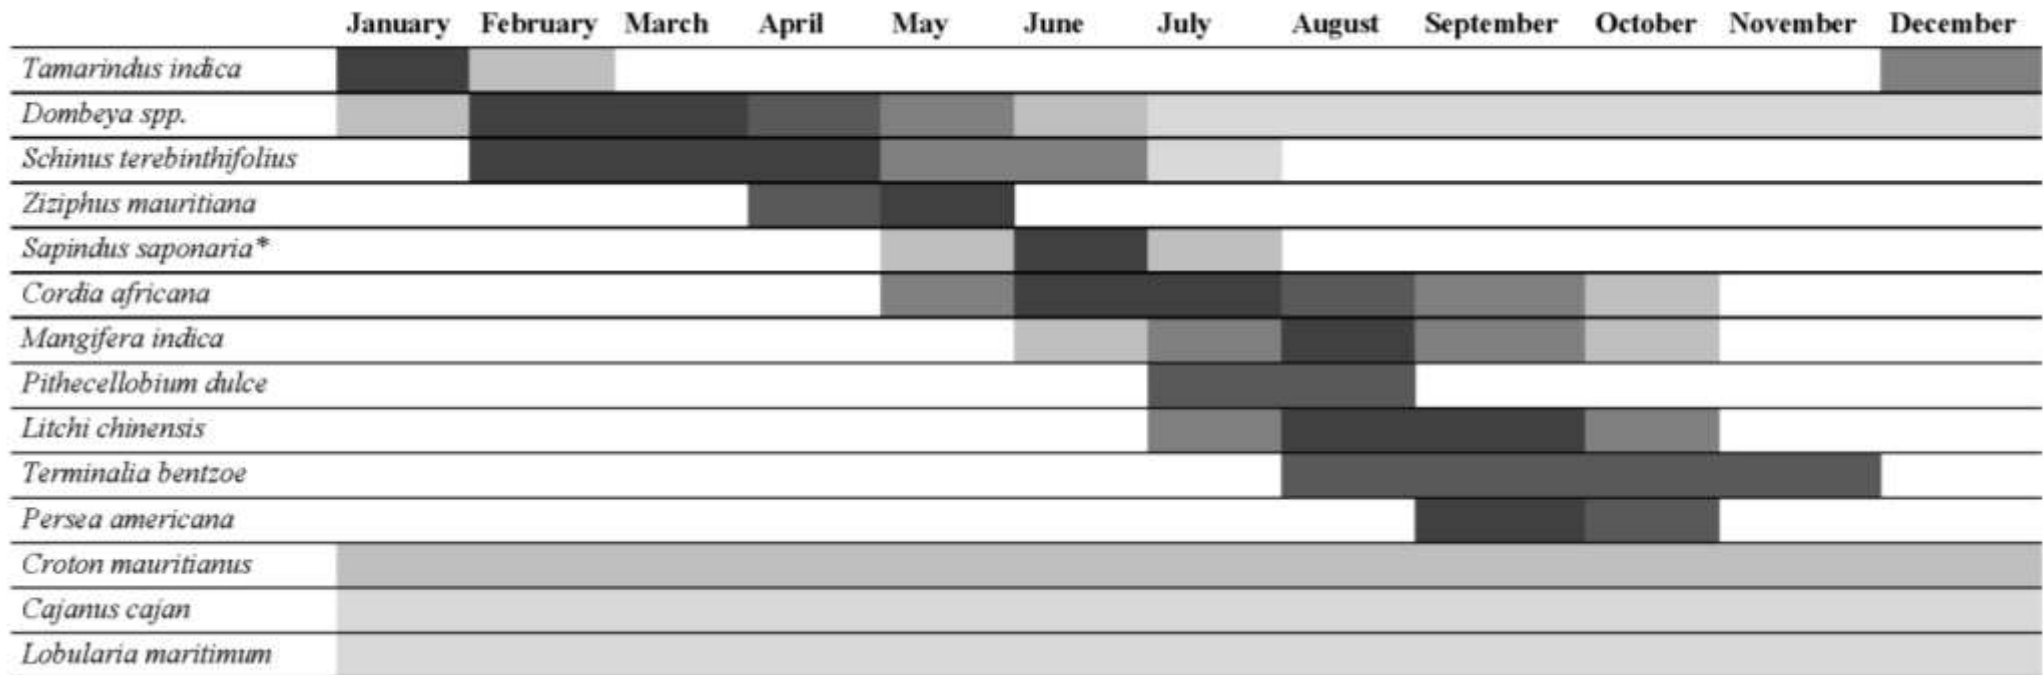 January February March April May June July August September October November December
Tamarindus indica
Dombeya spp.
Schinus terebinthifolius
Ziziphus mauritiana
Sapindus saponaria*
Cordia africana
Mangifera indica
Pithecellobium dulce
Litchi chinensis
Terminalia bentzoe
Persea americana
Croton mauritianus
Cajanus cajan
Lobularia maritimum